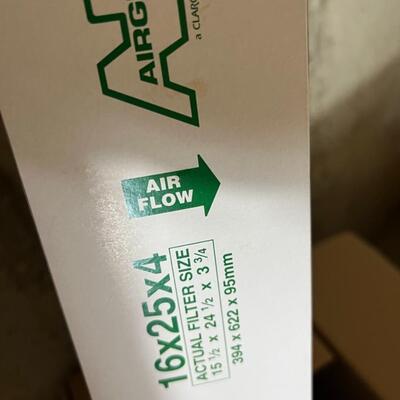 AIRG
a CLARC
AIR
FLOW
16x25x4
ACTUAL FILTER SIZE
15 1/2 x 24 1/2 x 3 3/4
394 x 622 x 95mm